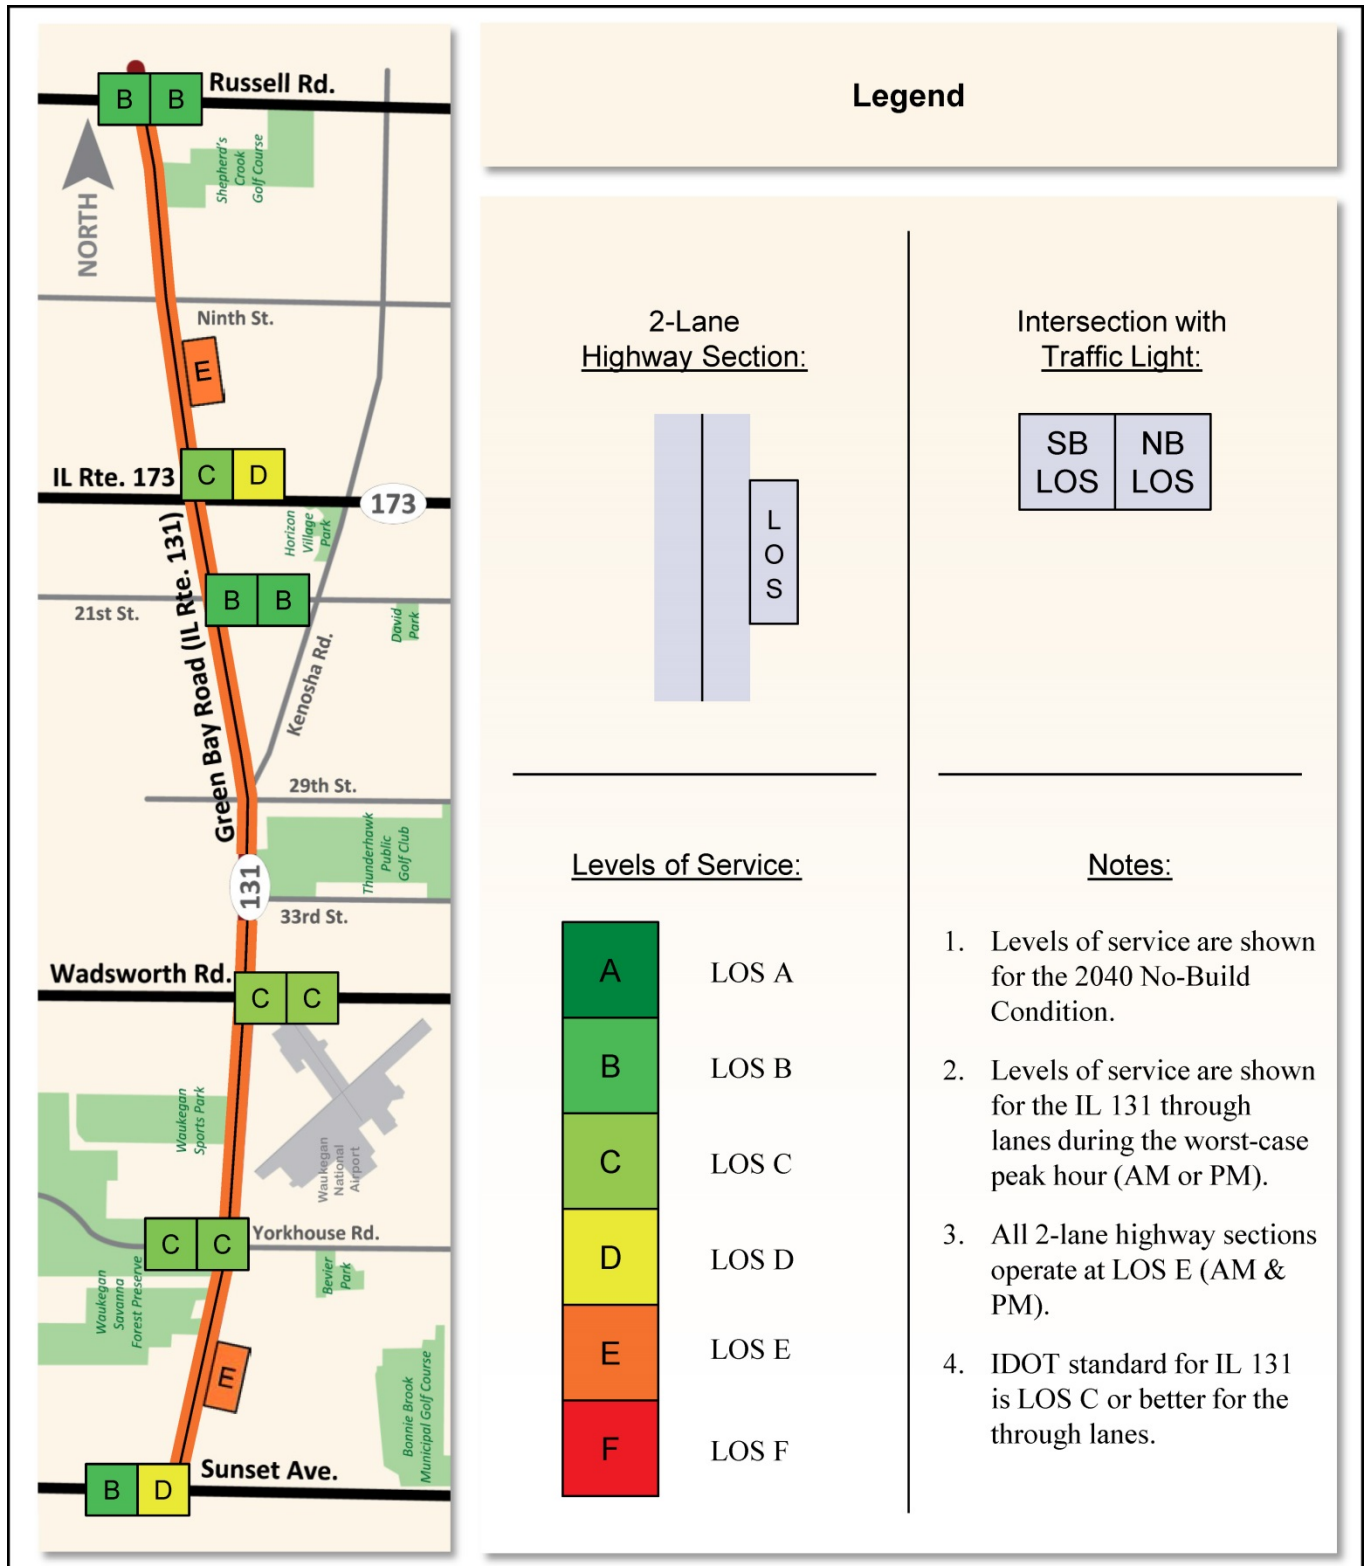 B B Russell Rd.
Shepherd's
Crook
Golf Course
NORTH
Ninth St.
E
IL Rte. 173 C D
173
Horizon
Village
Park
Green Bay Road (IL Rte. 131)
B B
21st St.
David
Park
Kenosha Rd.
29th St.
Thunderhawk
Public
Golf Club
131
33rd St.
Wadsworth Rd. C C
Waukegan
Sports Park
Waukegan
National
Airport
C C Yorkhouse Rd.
Waukegan
Savanna
Forest Preserve
Bevier
Park
E
Bonnie Brook
Municipal Golf Course
Sunset Ave.
B D
Legend
2-Lane
Highway Section:
L
O
S
Intersection with
Traffic Light:
SB NB
LOS LOS
Levels of Service:
A LOS A
B LOS B
C LOS C
D LOS D
E LOS E
F LOS F
Notes:
1. Levels of service are shown
for the 2040 No-Build
Condition.
2. Levels of service are shown
for the IL 131 through
lanes during the worst-case
peak hour (AM or PM).
3. All 2-lane highway sections
operate at LOS E (AM &
PM).
4. IDOT standard for IL 131
is LOS C or better for the
through lanes.